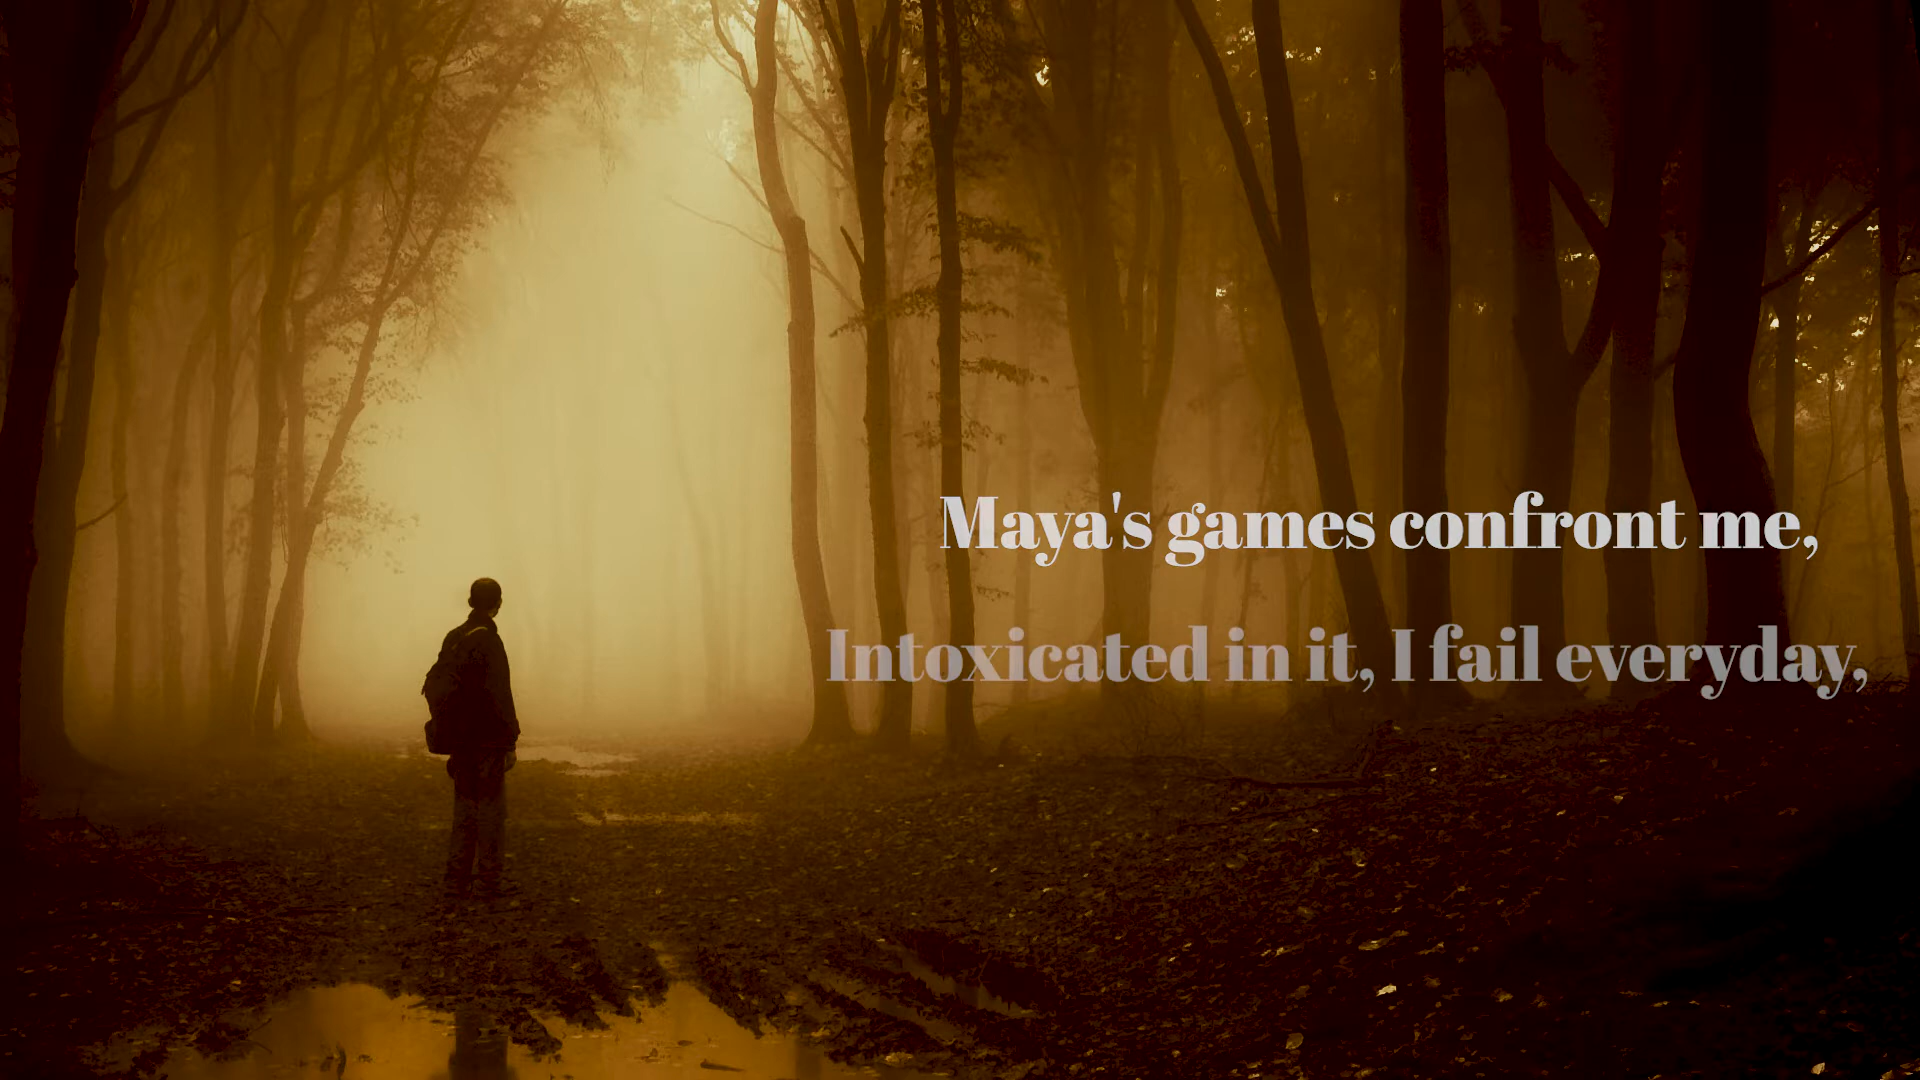 Maya's games confront me,
Intoxicated in it, I fail everyday,